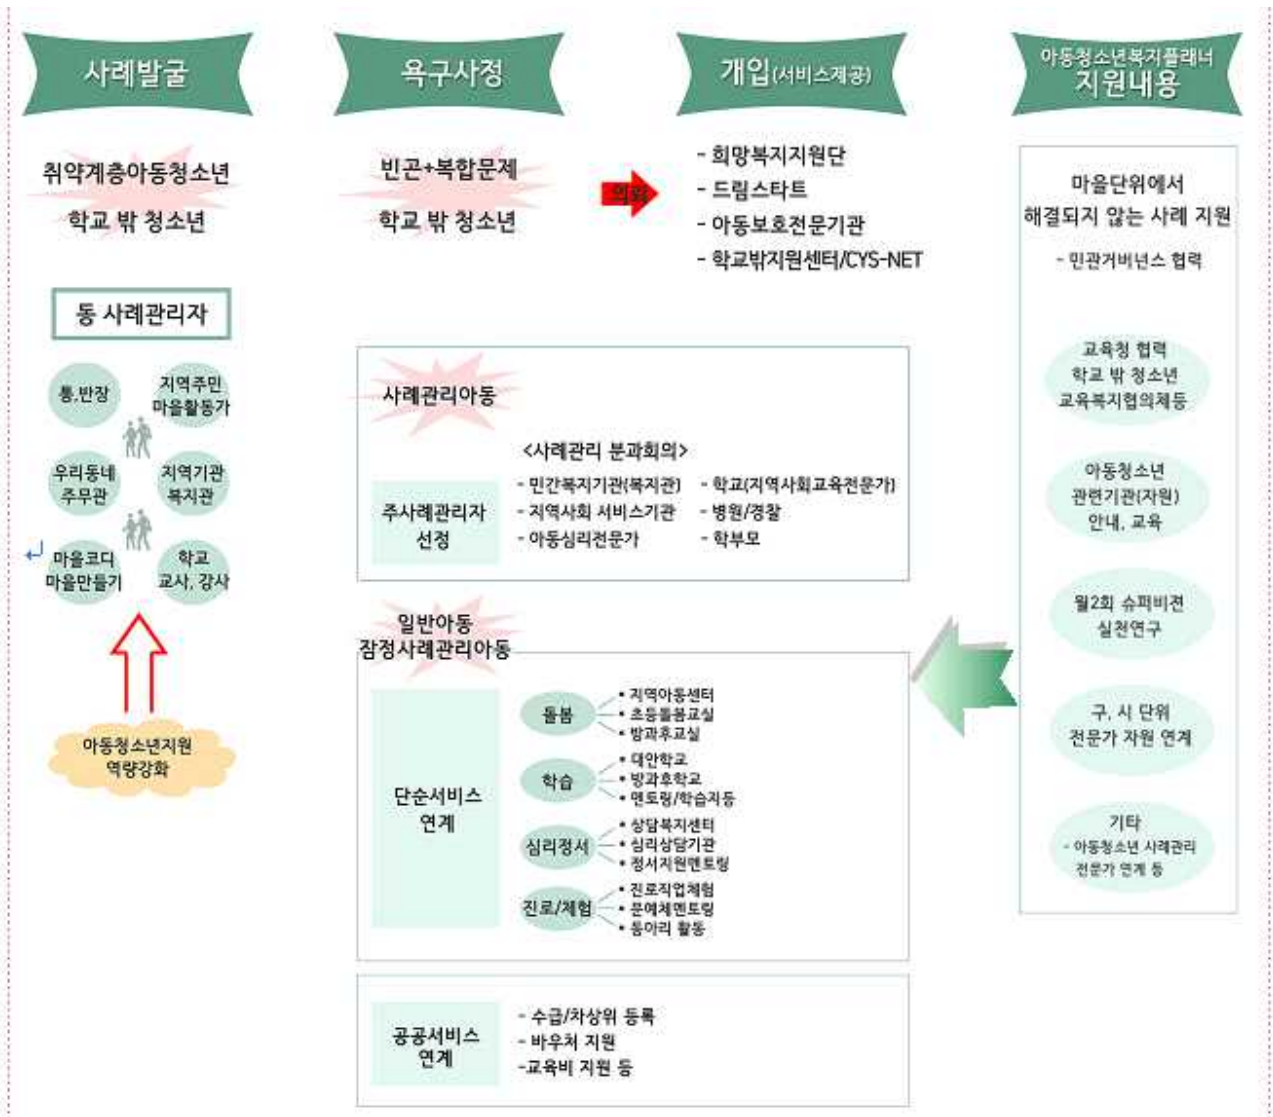 사례발굴
취약계층아동청소년
학교 밖 청소년
동 사례관리자
통,반장
지역주민
마을활동가
우리동네
주무관
지역기관
복지관
마을코디
마을만들기
학교
교사, 강사
아동청소년지원
역량강화
욕구사정
빈곤+복합문제
학교 밖 청소년
의뢰
개입(서비스제공)
- 희망복지지원단
- 드림스타트
- 아동보호전문기관
- 학교밖지원센터/CYS-NET
사례관리아동
<사례관리 분과회의>
주사례관리자
선정
- 민간복지기관(복지관)
- 지역사회 서비스기관
- 아동심리전문가
- 학교(지역사회교육전문가)
- 병원/경찰
- 학부모
일반아동
잠정사례관리아동
단순서비스
연계
돌봄
• 지역아동센터
• 초등돌봄교실
• 방과후교실
학습
• 대안학교
• 방과후학교
• 멘토링/학습지등
심리정서
• 상담복지센터
• 심리상담기관
• 정서지원멘토링
진로/체험
• 진로직업체험
• 문예체멘토링
• 동아리 활동
공공서비스
연계
- 수급/차상위 등록
- 바우처 지원
-교육비 지원 등
아동청소년복지플래너
지원내용
마을단위에서
해결되지 않는 사례 지원
- 민관거버넌스 협력
교육청 협력
학교 밖 청소년
교육복지협의체등
아동청소년
관련기관(자원)
안내, 교육
월2회 슈퍼비젼
실천연구
구, 시 단위
전문가 자원 연계
기타
- 아동청소년 사례관리
전문가 연계 등